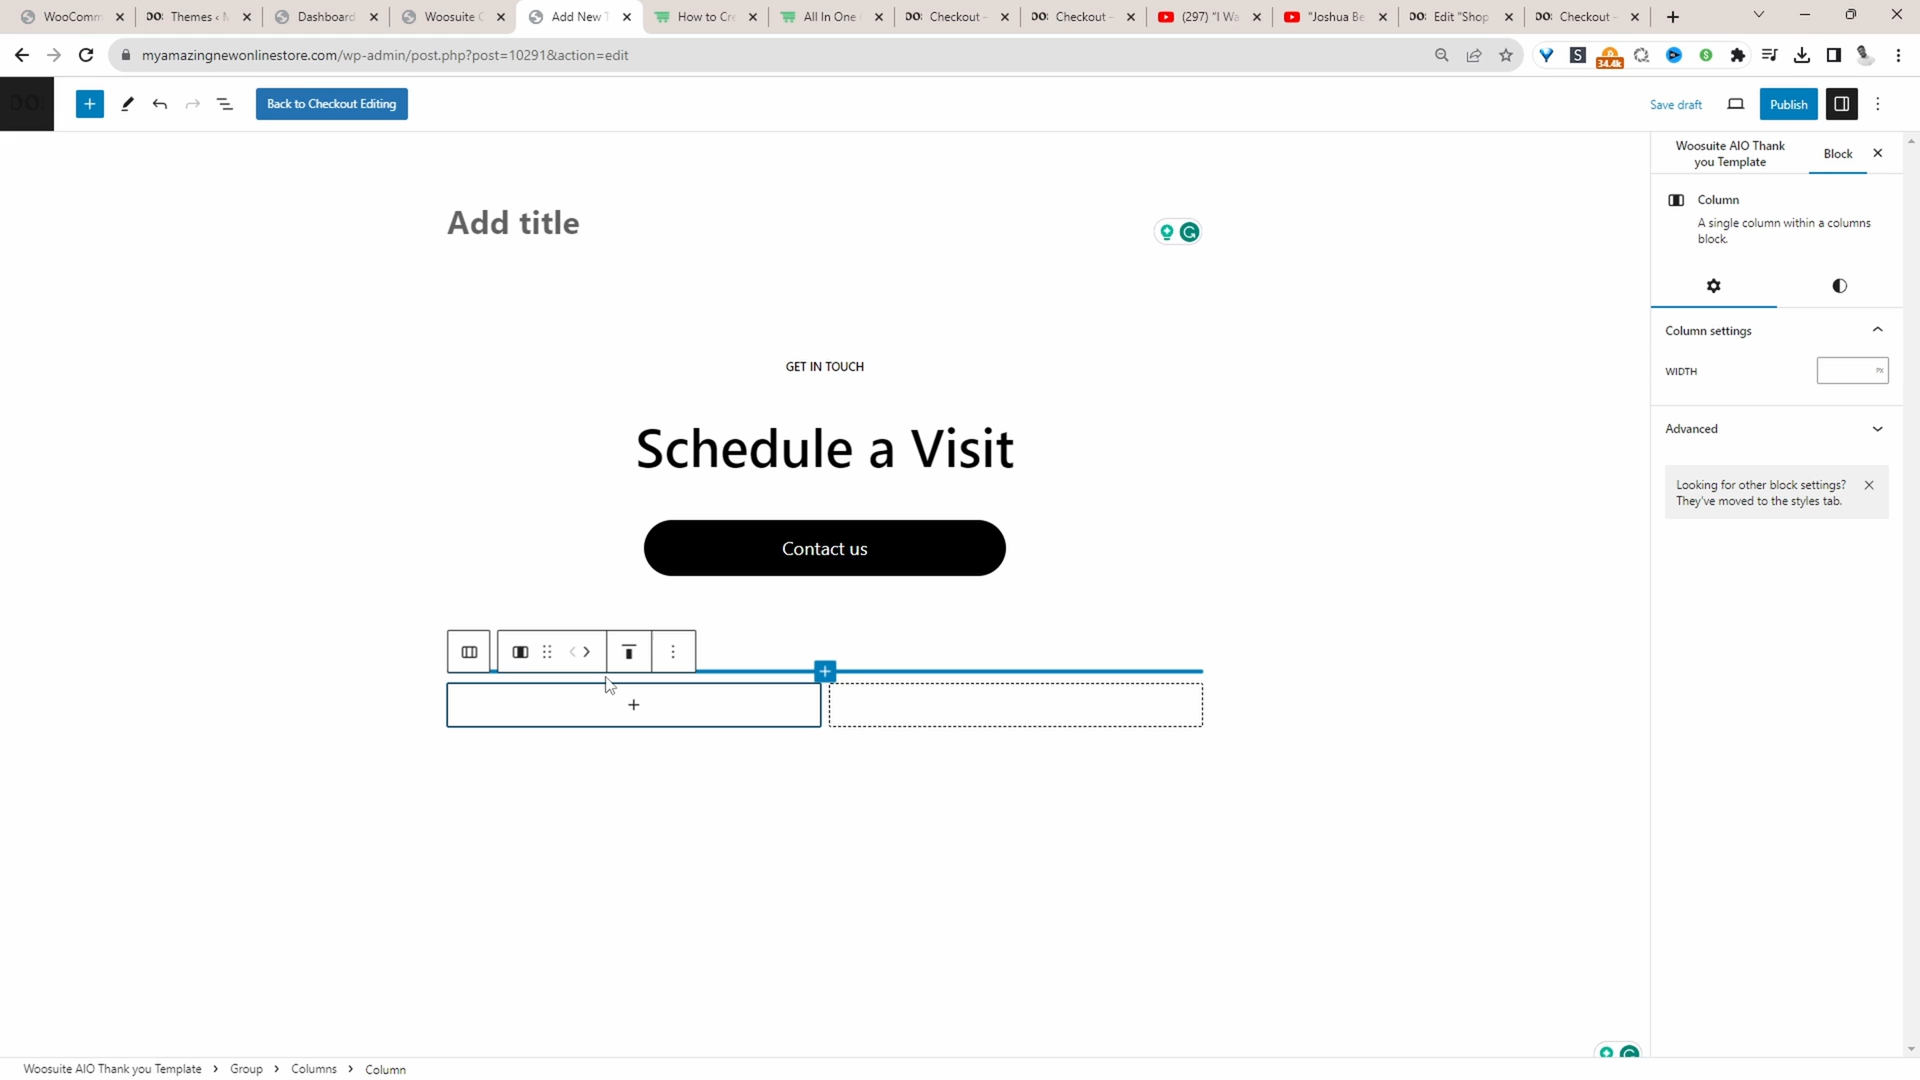 WooComm
Themes ‹ M
Dashboard
Woosuite C
Add New T
How to Cre
All In One
Checkout –
Checkout –
(297) "I Wa
"Joshua Be
Edit "Shop
Checkout –
myamazingnewonlinestore.com/wp-admin/post.php?post=10291&action=edit
34.4k
Back to Checkout Editing
Save draft
Publish
Woosuite AIO Thank
you Template
Block
Column
A single column within a columns
block.
Column settings
WIDTH
PX
Advanced
Looking for other block settings?
They've moved to the styles tab.
Add title
GET IN TOUCH
Schedule a Visit
Contact us
Woosuite AIO Thank you Template › Group › Columns › Column